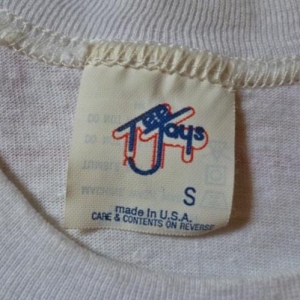 Tee Jays
S
made in U.S.A.
CARE & CONTENTS ON REVERSE